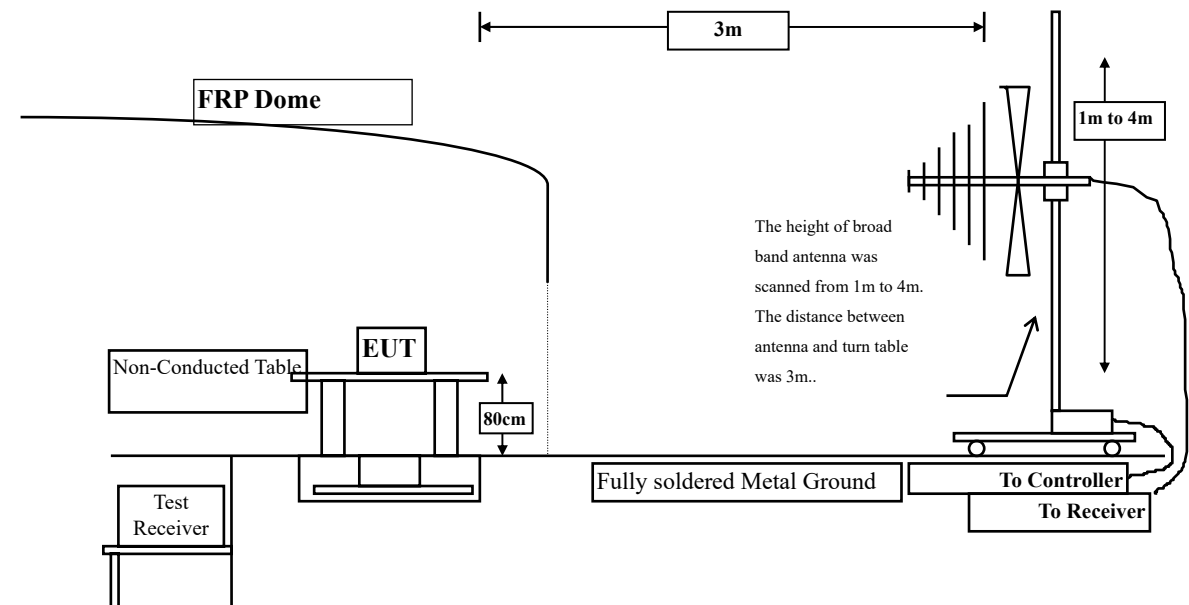 3m
FRP Dome
1m to 4m
The height of broad
band antenna was
scanned from 1m to 4m.
The distance between
antenna and turn table
was 3m..
EUT
Non-Conducted Table
80cm
Fully soldered Metal Ground
To Controller
To Receiver
Test
Receiver